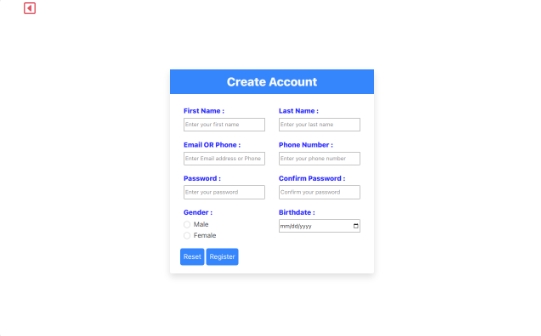 Create Account
First Name : Last Name :
Enter your first name Enter your last name
Email OR Phone : Phone Number :
Enter Email address or Phone Enter your phone number
Password : Confirm Password :
Enter your password Confirm your password
Gender : Birthdate :
Male mm/dd/yyyy
Female
Reset Register